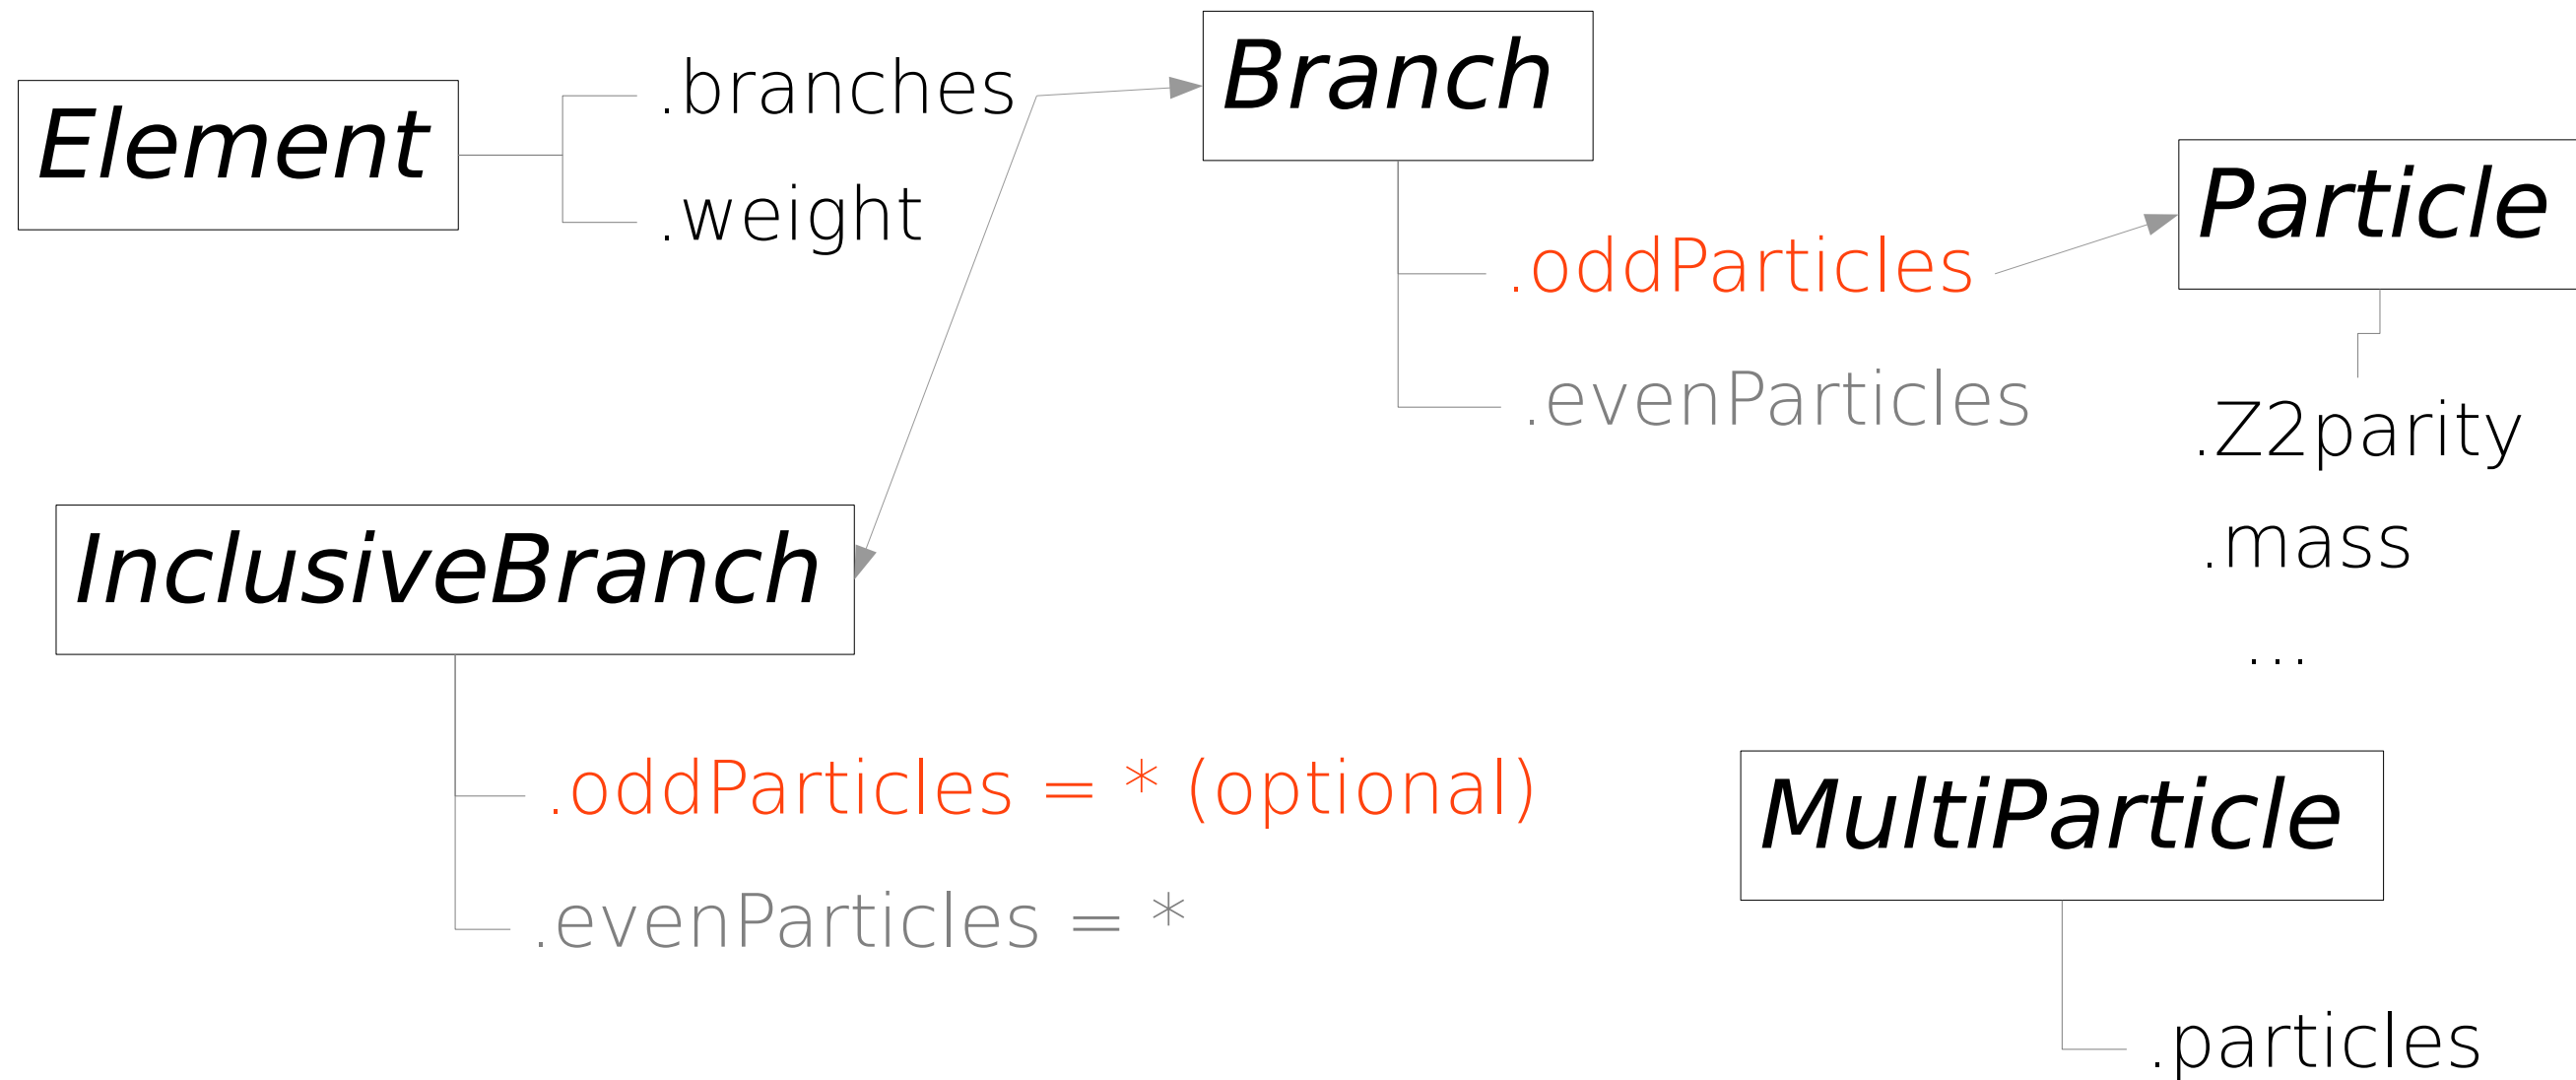 Element
.branches
.weight
Branch
.oddParticles
.evenParticles
Particle
.Z2parity
.mass
...
InclusiveBranch
.oddParticles = * (optional)
.evenParticles = *
MultiParticle
.particles